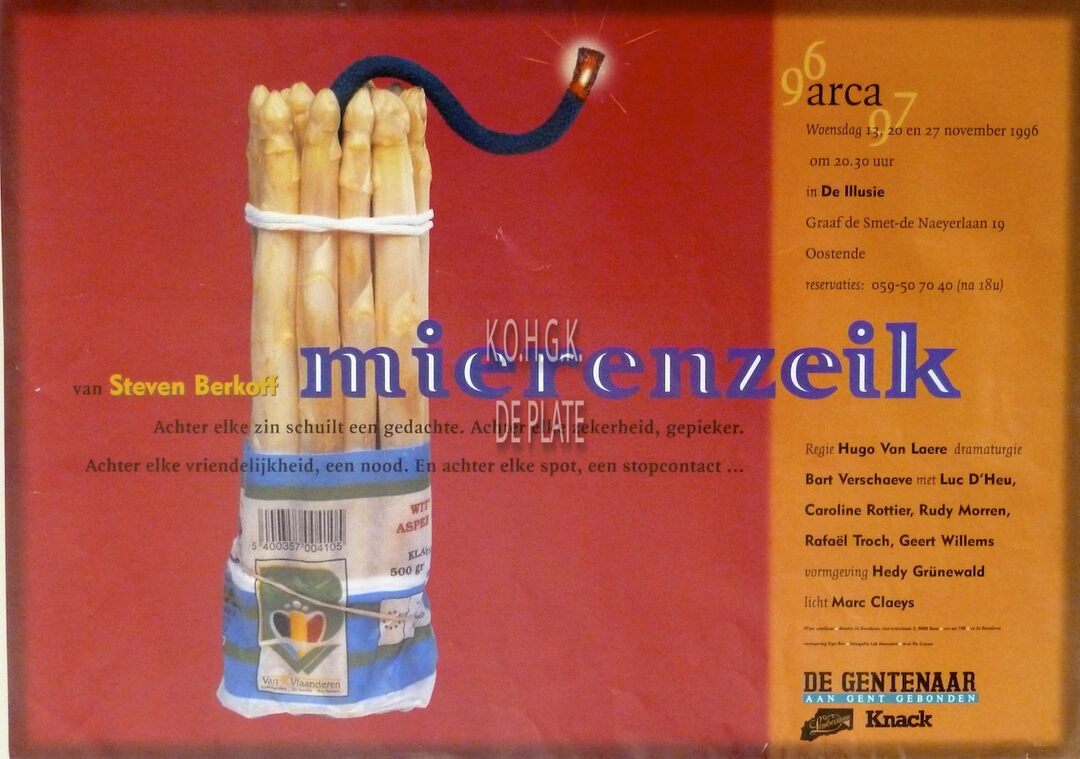 96
arca
97
Woensdag 13, 20 en 27 november 1996
om 20.30 uur
in De Illusie
Graaf de Smet-de Naeyerlaan 19
Oostende
reservaties: 059-50 70 40 (na 18u)
K.O.H.G.K.
mierenzeik
van Steven Berkoff
DE PLATE
Achter elke zin schuilt een gedachte. Achter elke zekerheid, gepieker.
Achter elke vriendelijkheid, een nood. En achter elke spot, een stopcontact ...
Regie Hugo Van Laere dramaturgie
Bart Verschaeve met Luc D'Heu,
Caroline Rottier, Rudy Morren,
Rafaël Troch, Geert Willems
vormgeving Hedy Grünewald
licht Marc Claeys
WIT
ASPE
KLA
500 gr
5 400357 004105
Van Vlaanderen
DE GENTENAAR
AAN GENT GEBONDEN
Knack